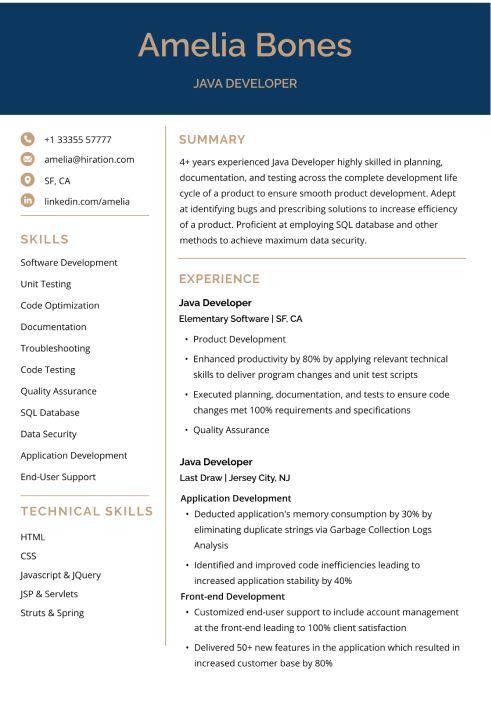 Amelia Bones
JAVA DEVELOPER
+1 33355 57777
amelia@hiration.com
SF, CA
in
linkedin.com/amelia
SKILLS
Software Development
Unit Testing
Code Optimization
Documentation
Troubleshooting
Code Testing
Quality Assurance
SQL Database
Data Security
Application Development
End-User Support
TECHNICAL SKILLS
HTML
CSS
Javascript & JQuery
JSP & Servlets
Struts & Spring
SUMMARY
4+ years experienced Java Developer highly skilled in planning,
documentation, and testing across the complete development life
cycle of a product to ensure smooth product development. Adept
at identifying bugs and prescribing solutions to increase efficiency
of a product. Proficient at employing SQL database and other
methods to achieve maximum data security.
EXPERIENCE
Java Developer
Elementary Software | SF, CA
• Product Development
• Enhanced productivity by 80% by applying relevant technical
skills to deliver program changes and unit test scripts
• Executed planning, documentation, and tests to ensure code
changes met 100% requirements and specifications
• Quality Assurance
Java Developer
Last Draw | Jersey City, NJ
Application Development
• Deducted application's memory consumption by 30% by
eliminating duplicate strings via Garbage Collection Logs
Analysis
• Identified and improved code inefficiencies leading to
increased application stability by 40%
Front-end Development
• Customized end-user support to include account management
at the front-end leading to 100% client satisfaction
• Delivered 50+ new features in the application which resulted in
increased customer base by 80%